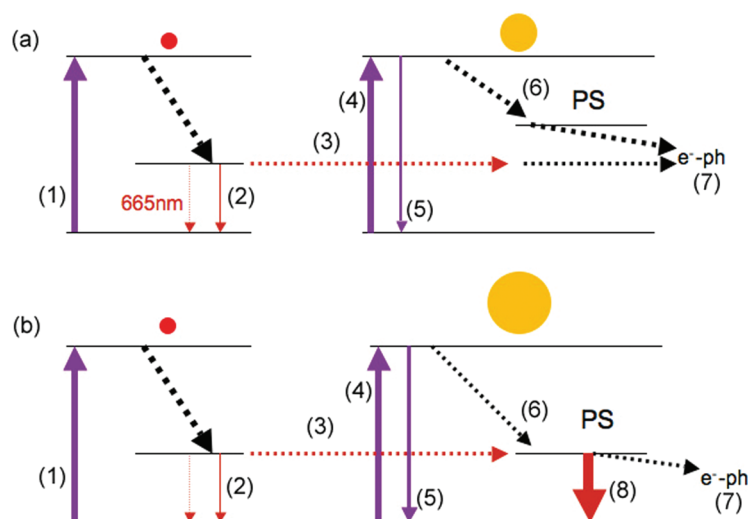 (a)
(1)
665nm
(2)
(3)
(4)
(5)
(6)
PS
e⁻-ph
(7)
(b)
(1)
(2)
(3)
(4)
(5)
(6)
PS
(8)
e⁻-ph
(7)